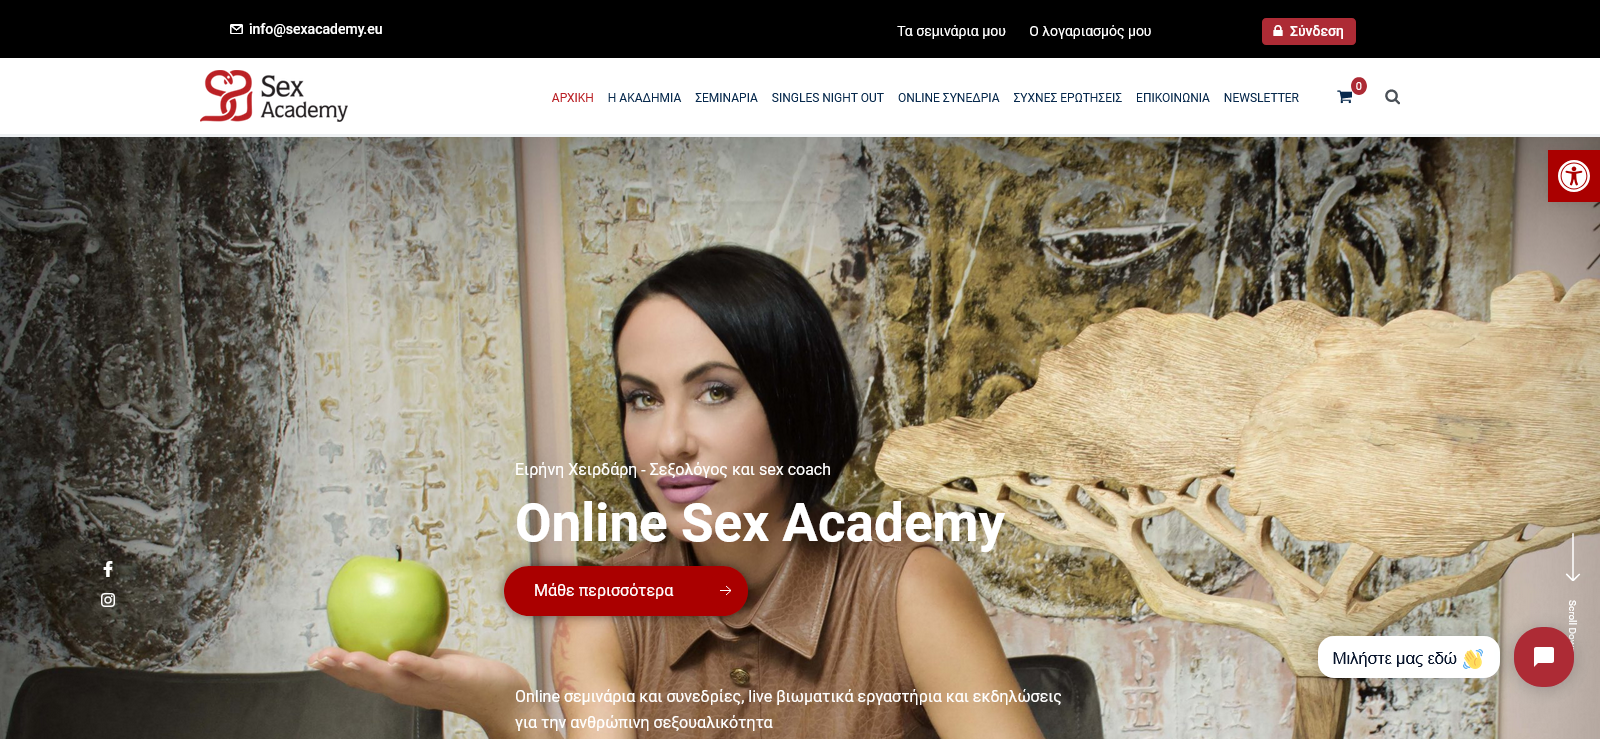 info@sexacademy.eu
Τα σεμινάρια μου
Ο λογαριασμός μου
Σύνδεση
Sex
Academy
ΑΡΧΙΚΗ
Η ΑΚΑΔΗΜΙΑ
ΣΕΜΙΝΑΡΙΑ
SINGLES NIGHT OUT
ONLINE ΣΥΝΕΔΡΙΑ
ΣΥΧΝΕΣ ΕΡΩΤΗΣΕΙΣ
ΕΠΙΚΟΙΝΩΝΙΑ
NEWSLETTER
0
Ειρήνη Χειρδάρη - Σεξολόγος και sex coach
Online Sex Academy
Μάθε περισσότερα
Scroll
Μιλήστε μας εδώ 👋
Online σεμινάρια και συνεδρίες, live βιωματικά εργαστήρια και εκδηλώσεις
για την ανθρώπινη σεξουαλικότητα